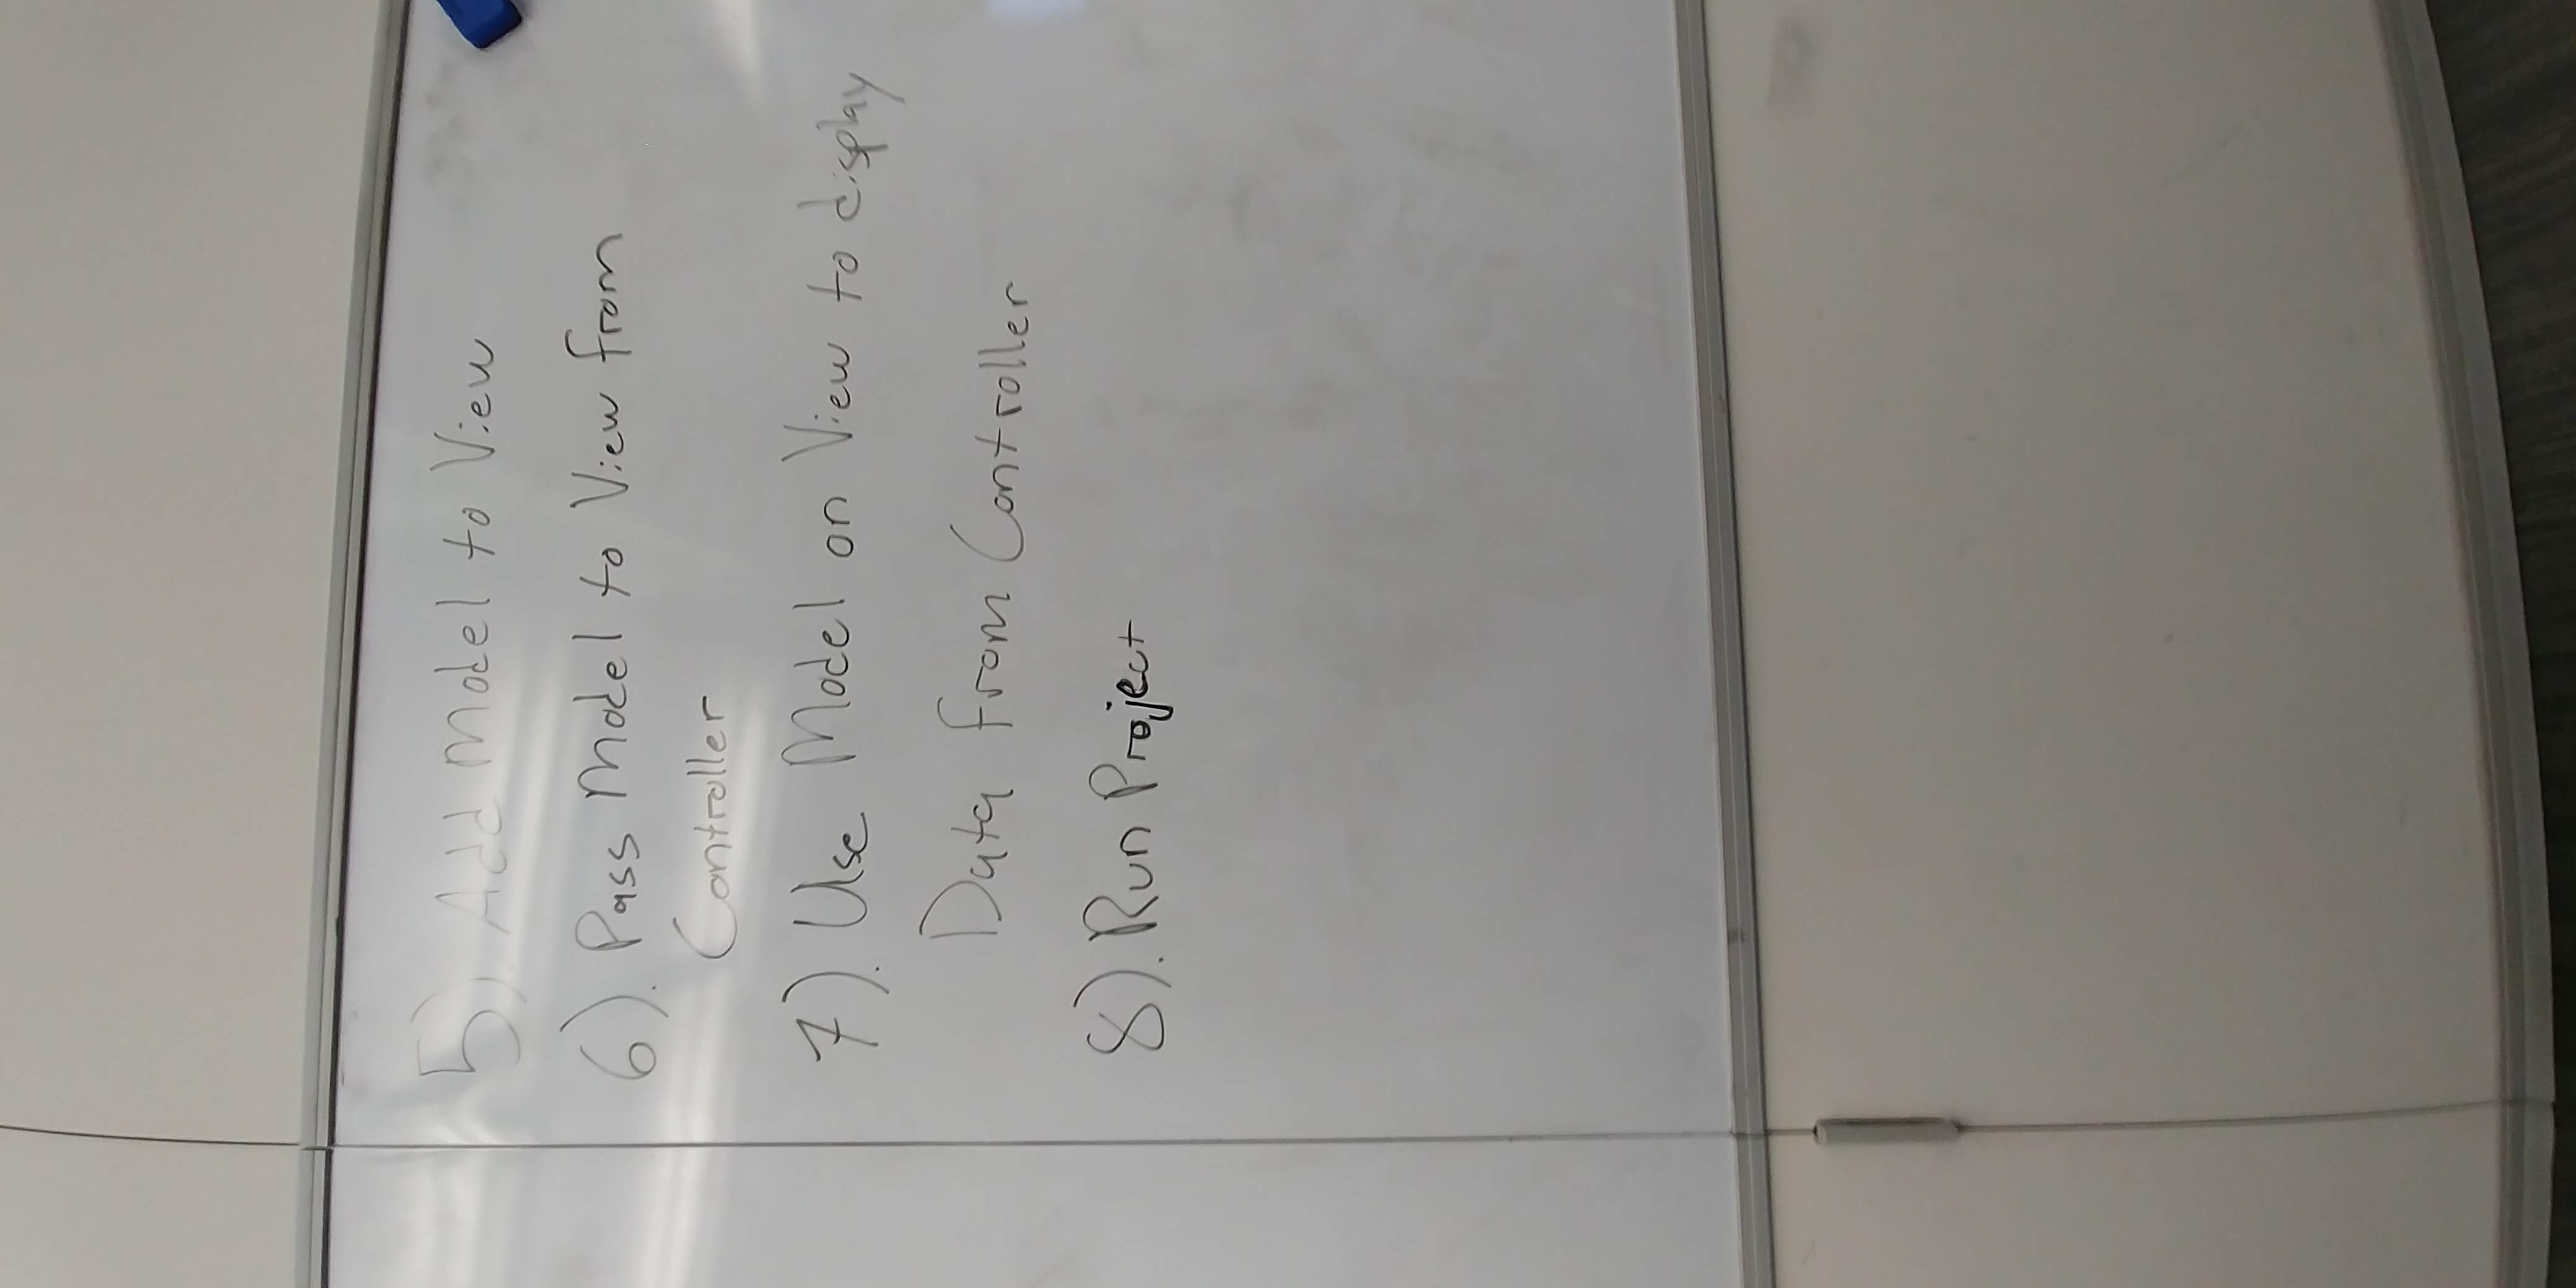 5). Add Model to View
6). Pass Model to View from
Controller
7). Use Model on View to display
Data from Controller
8). Run Project